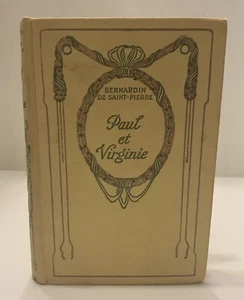 BERNARDIN
DE SAINT-PIERRE
Paul
et
Virginie